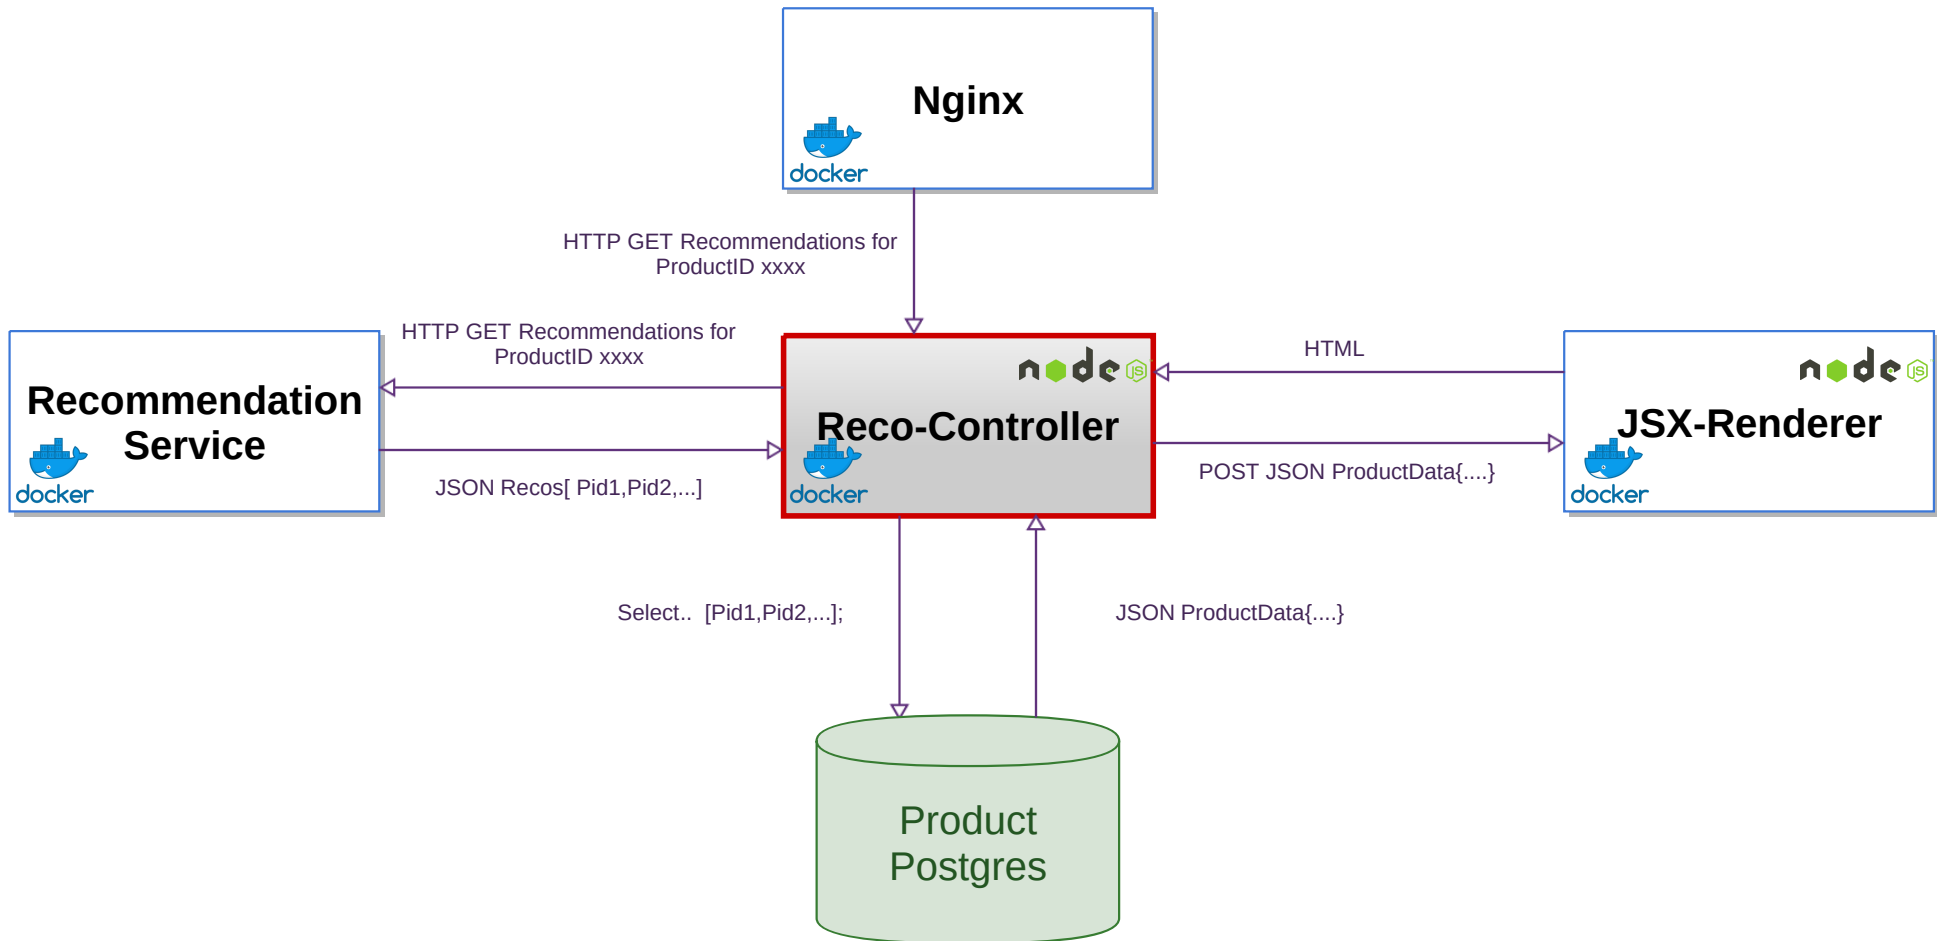 Nginx
docker
HTTP GET Recommendations for
ProductID xxxx
HTTP GET Recommendations for
ProductID xxxx
Recommendation
Service
docker
JSON Recos[ Pid1,Pid2,...]
node
JS
Reco-Controller
docker
HTML
POST JSON ProductData{....}
node
JS
JSX-Renderer
docker
Select..  [Pid1,Pid2,...];
JSON ProductData{....}
Product
Postgres